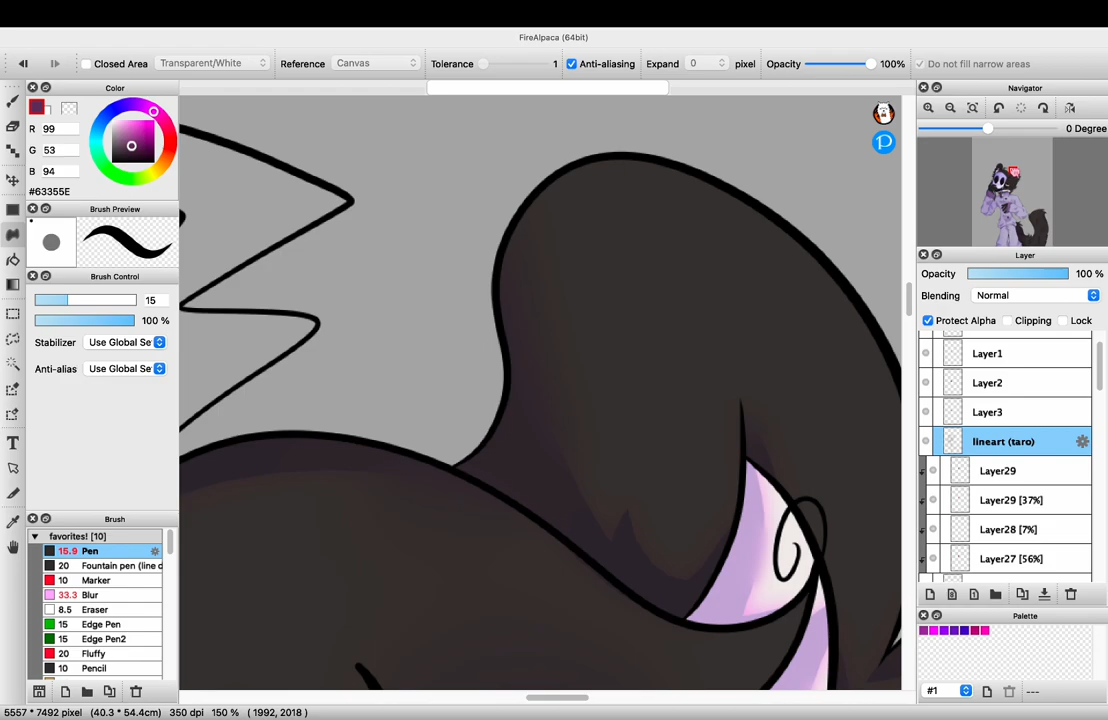 FireAlpaca (64bit)
Closed Area Transparent/White Reference Canvas Tolerance 1 Anti-aliasing Expand 0 pixel Opacity 100% Do not fill narrow areas
Color
R 99
G 53
B 94
#63355E
Brush Preview
Brush Control
15
100 %
Stabilizer Use Global Se
Anti-alias Use Global Se
Brush
favorites! [10]
15.9 Pen
20 Fountain pen (line d
10 Marker
33.3 Blur
8.5 Eraser
15 Edge Pen
15 Edge Pen2
20 Fluffy
10 Pencil
5557 * 7492 pixel (40.3 * 54.4cm) 350 dpi 150 % ( 1992, 2018 )
Navigator
0 Degree
Layer
Opacity 100 %
Blending Normal
Protect Alpha Clipping Lock
Layer1
Layer2
Layer3
lineart (taro)
Layer29
Layer29 [37%]
Layer28 [7%]
Layer27 [56%]
Palette
#1 ---